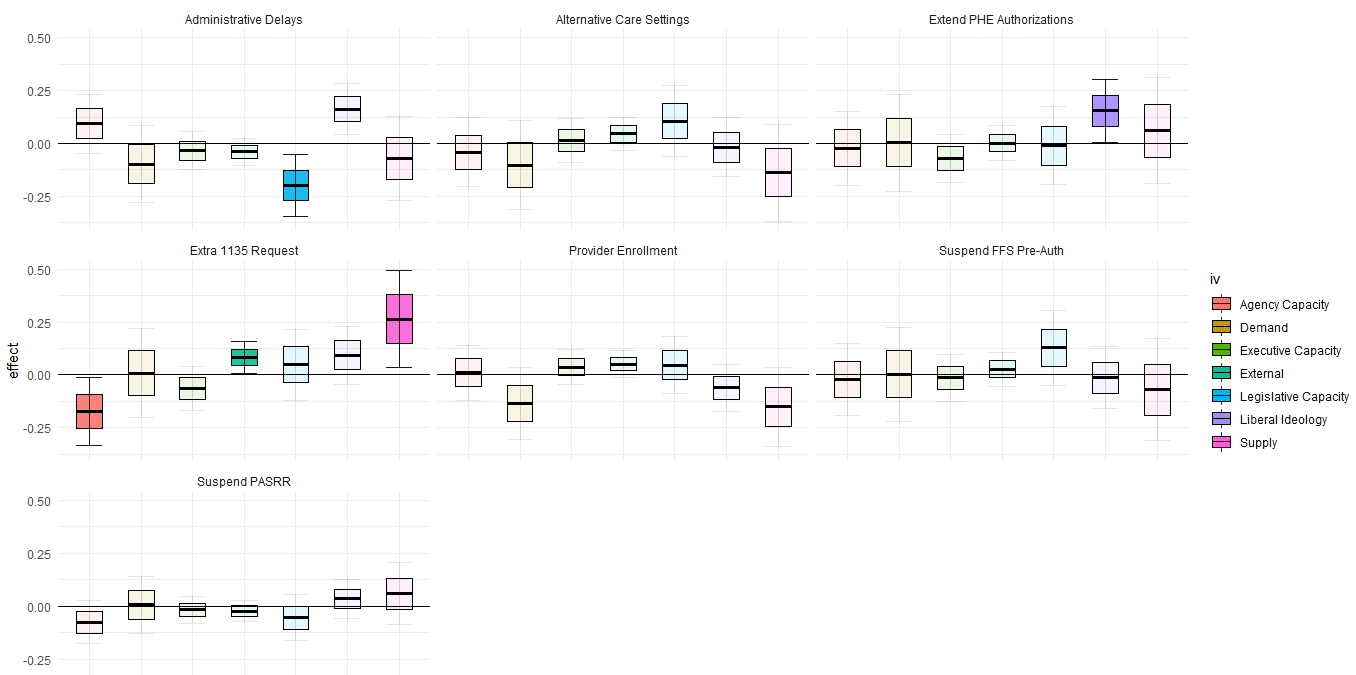 Administrative Delays
Alternative Care Settings
Extend PHE Authorizations
0.50
0.25
0.00
-0.25
Extra 1135 Request
Provider Enrollment
Suspend FFS Pre-Auth
0.50
0.25
0.00
-0.25
effect
Suspend PASRR
0.50
0.25
0.00
-0.25
iv
Agency Capacity
Demand
Executive Capacity
External
Legislative Capacity
Liberal Ideology
Supply